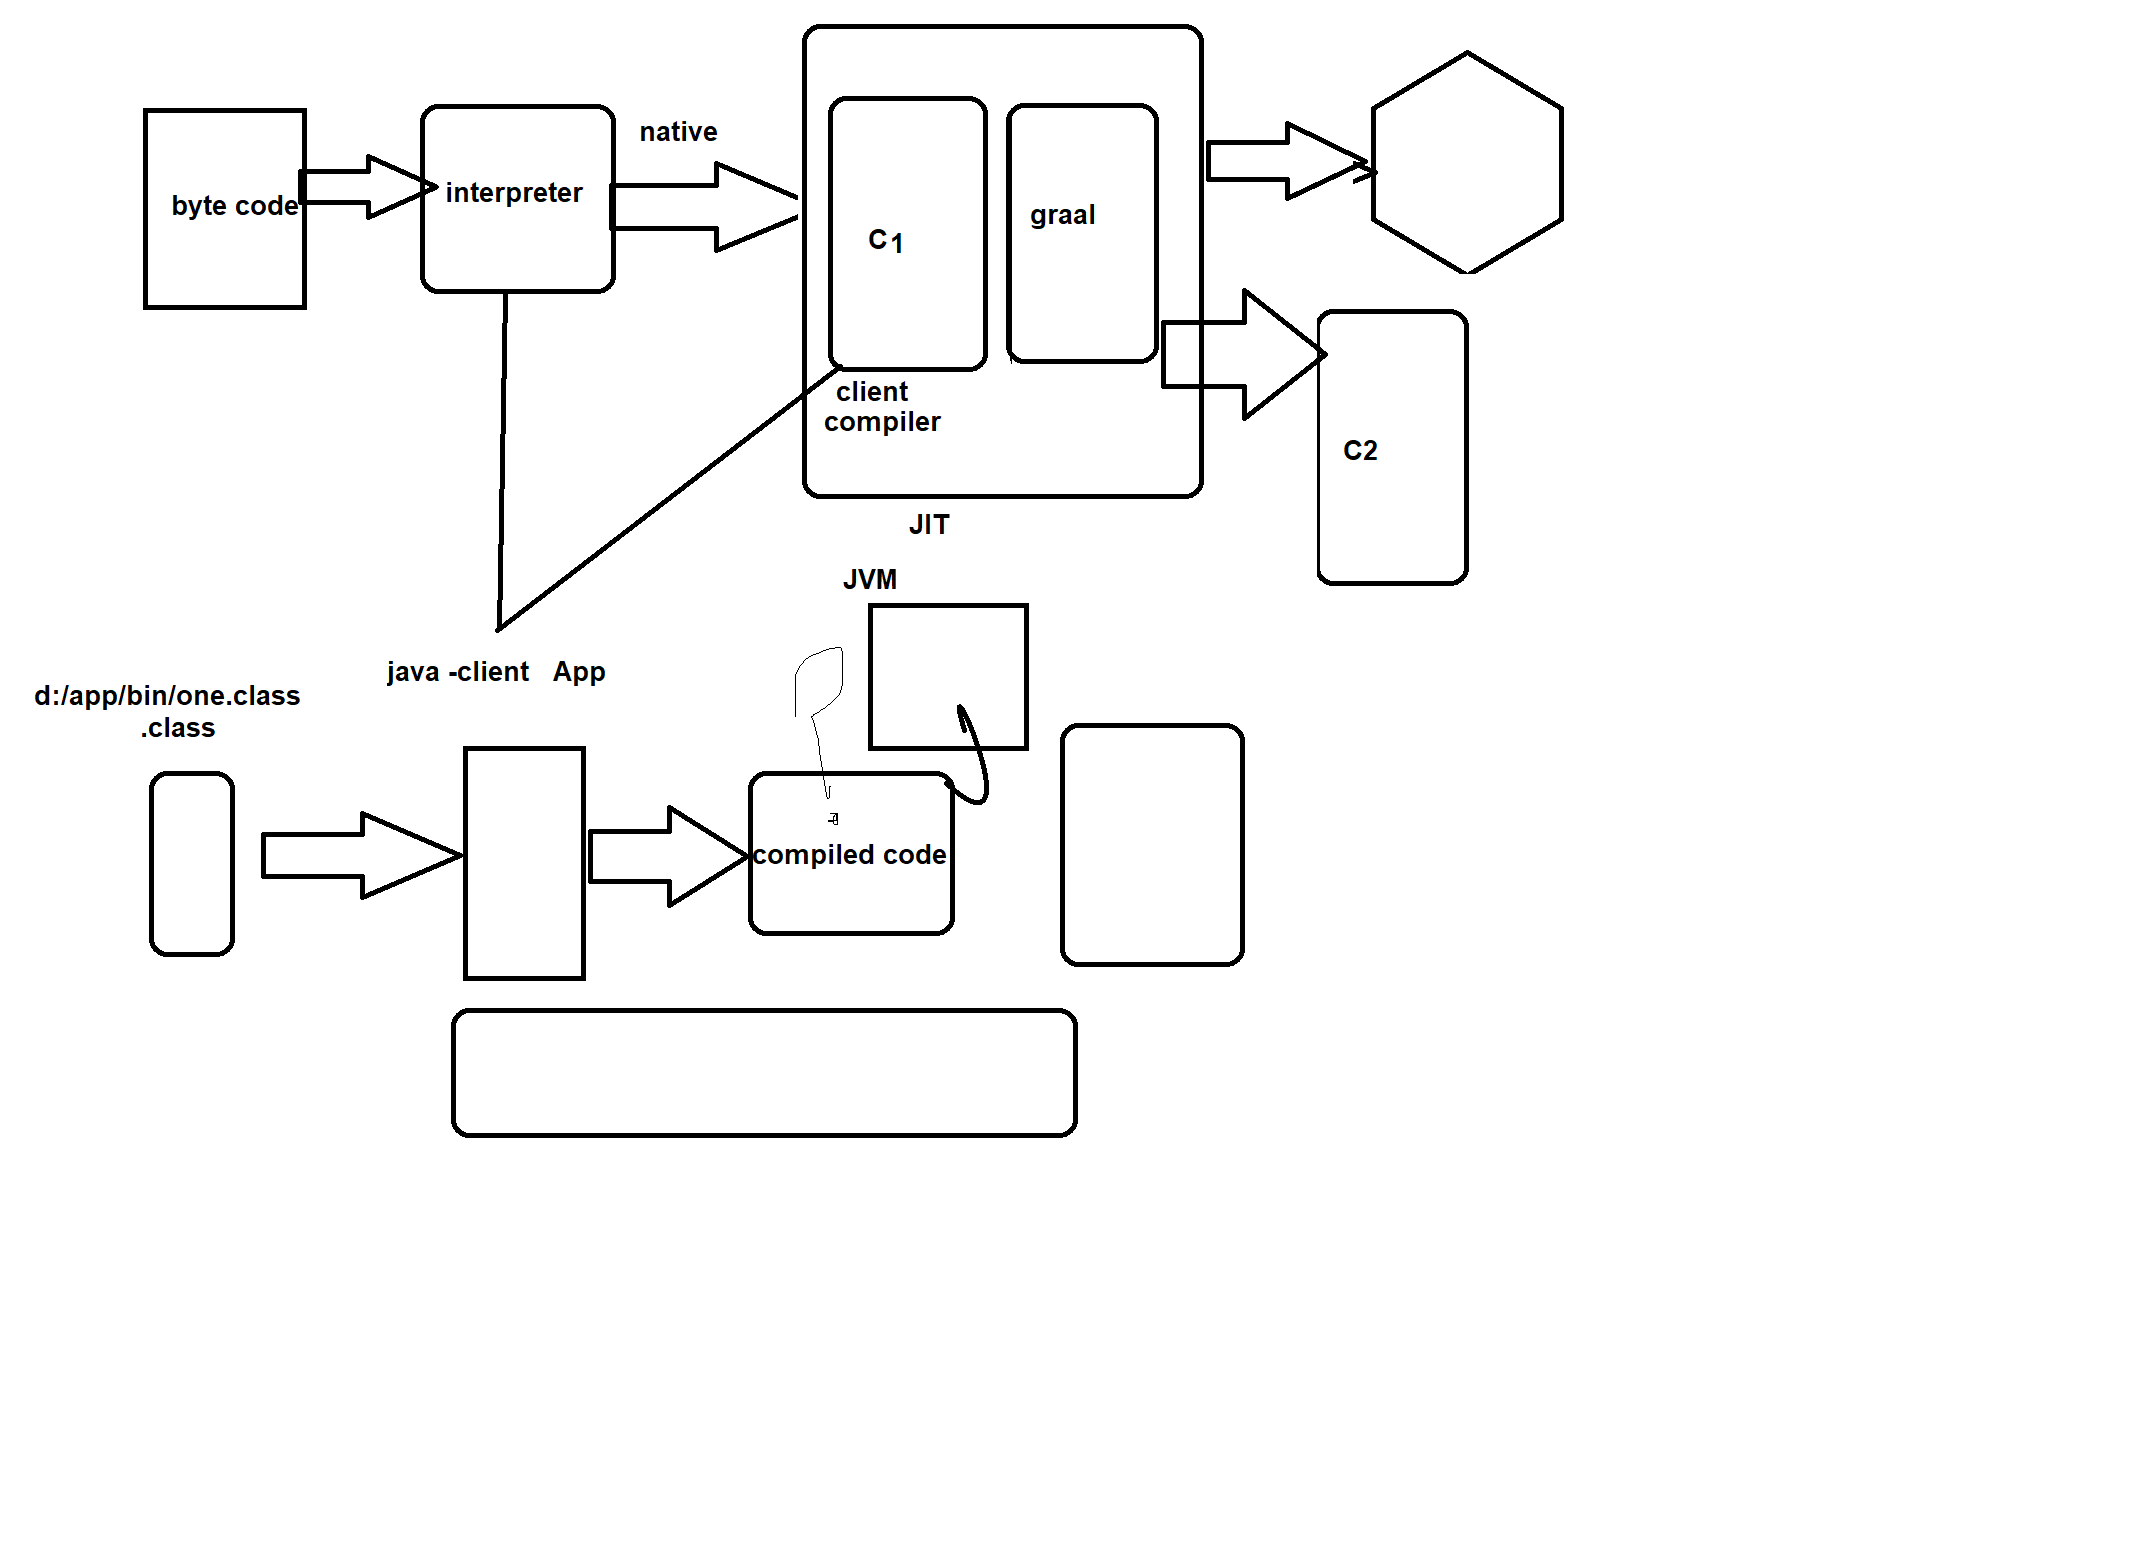 native
byte code
interpreter
C1
graal
client
compiler
C2
JIT
JVM
java -client   App
d:/app/bin/one.class
.class
compiled code